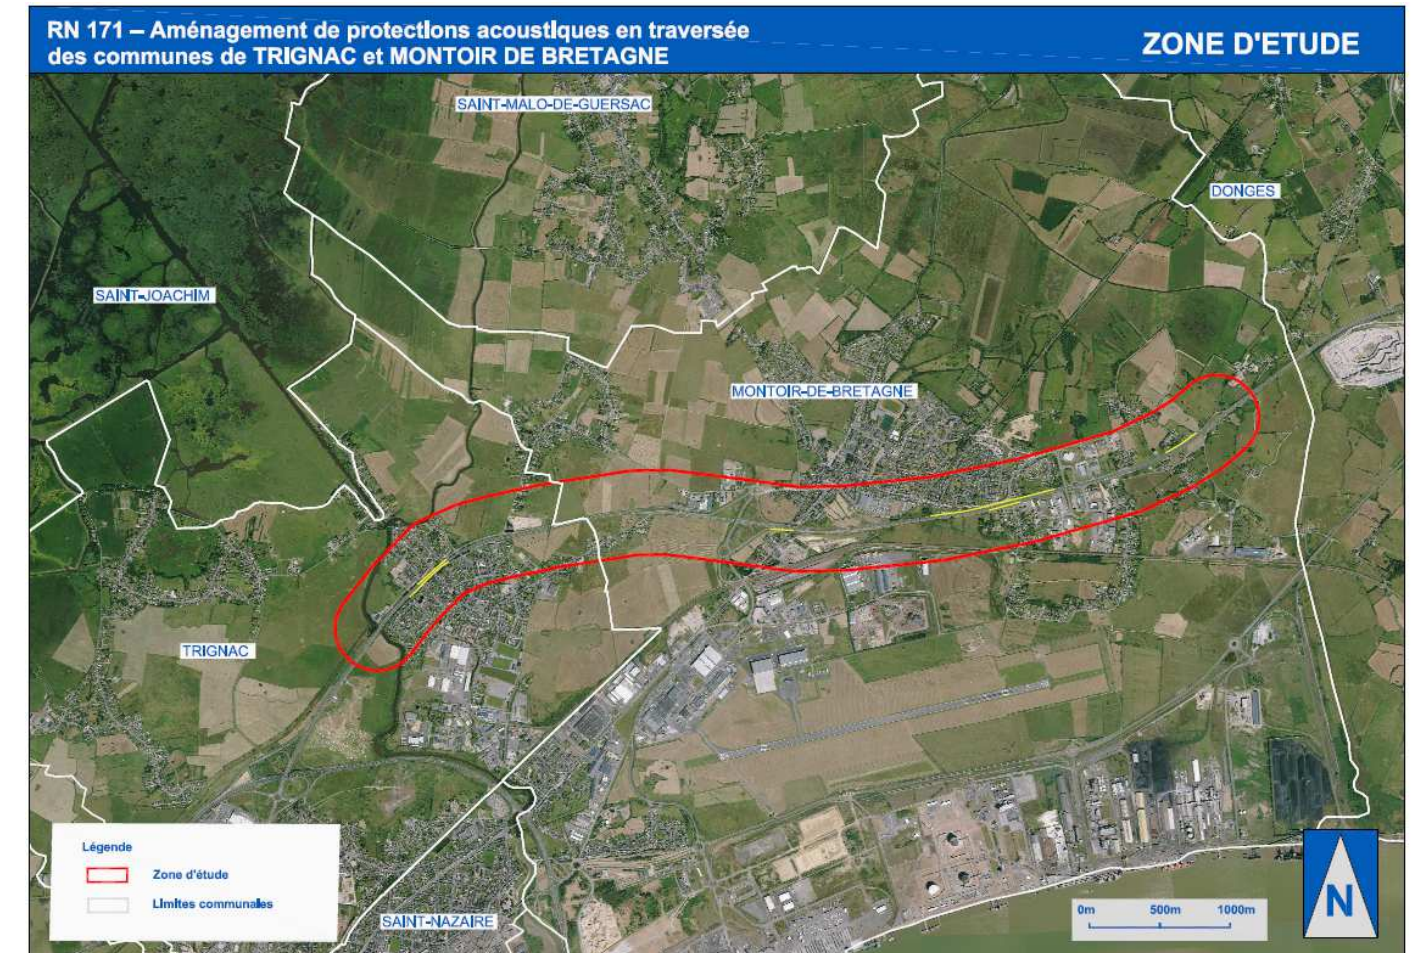 RN 171 – Aménagement de protections acoustiques en traversée
des communes de TRIGNAC et MONTOIR DE BRETAGNE
ZONE D'ETUDE
SAINT-MALO-DE-GUERSAC
DONGES
SAINT-JOACHIM
MONTOIR-DE-BRETAGNE
TRIGNAC
Légende
Zone d'étude
Limites communales
SAINT-NAZAIRE
0m 500m 1000m
N